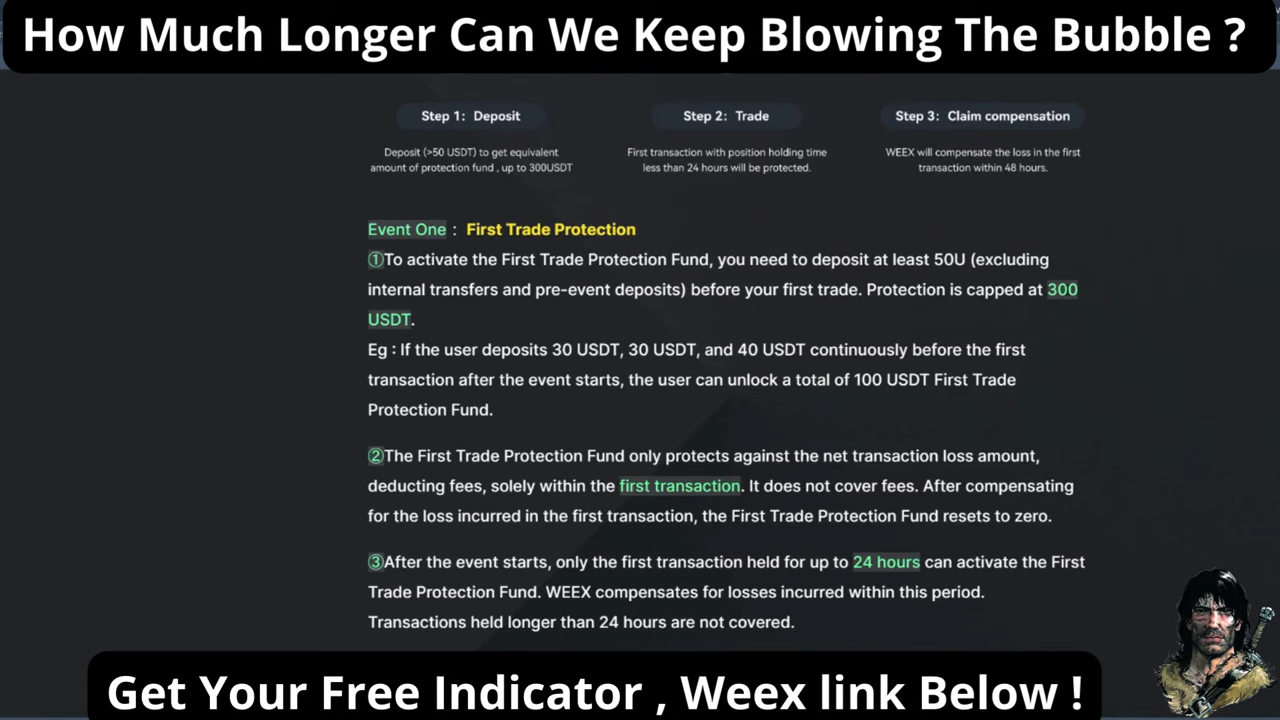 How Much Longer Can We Keep Blowing The Bubble ?
Step 1: Deposit
Step 2: Trade
Step 3: Claim compensation
Deposit (>50 USDT) to get equivalent
amount of protection fund , up to 300USDT
First transaction with position holding time
less than 24 hours will be protected.
WEEX will compensate the loss in the first
transaction within 48 hours.
Event One : First Trade Protection
①To activate the First Trade Protection Fund, you need to deposit at least 50U (excluding
internal transfers and pre-event deposits) before your first trade. Protection is capped at 300
USDT.
Eg : If the user deposits 30 USDT, 30 USDT, and 40 USDT continuously before the first
transaction after the event starts, the user can unlock a total of 100 USDT First Trade
Protection Fund.
②The First Trade Protection Fund only protects against the net transaction loss amount,
deducting fees, solely within the first transaction. It does not cover fees. After compensating
for the loss incurred in the first transaction, the First Trade Protection Fund resets to zero.
③After the event starts, only the first transaction held for up to 24 hours can activate the First
Trade Protection Fund. WEEX compensates for losses incurred within this period.
Transactions held longer than 24 hours are not covered.
Get Your Free Indicator , Weex link Below !